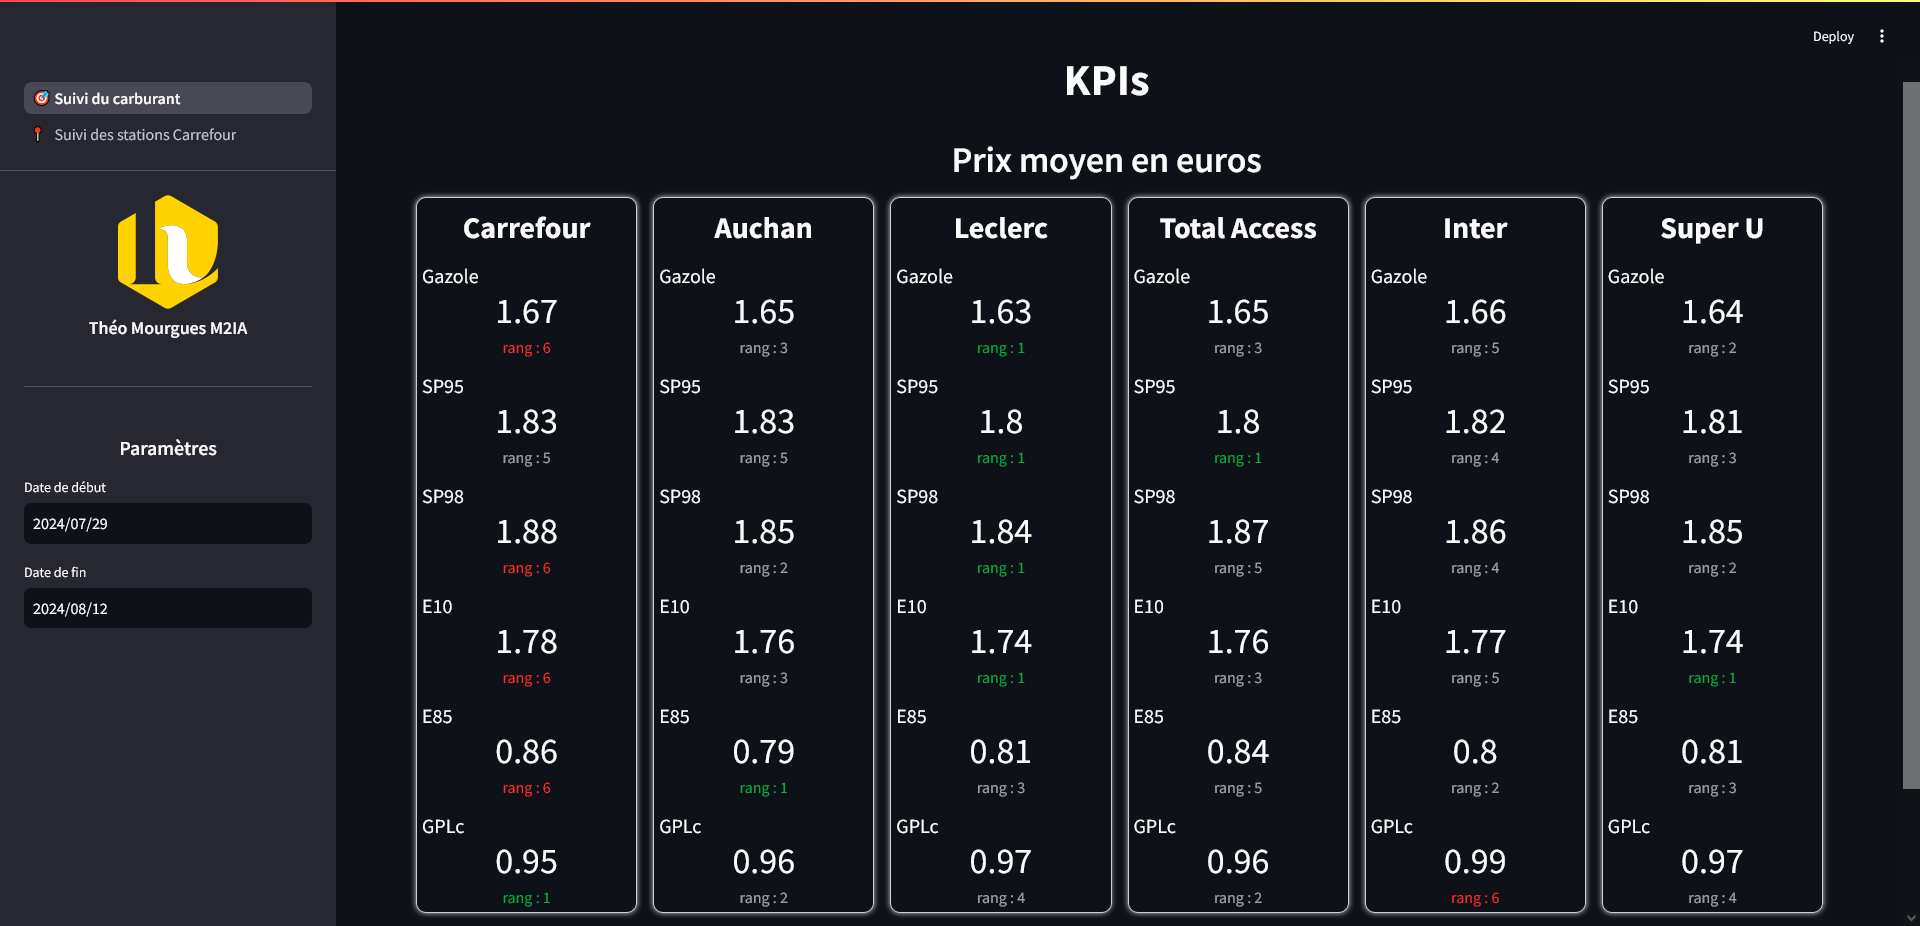 Deploy
Suivi du carburant
Suivi des stations Carrefour
Théo Mourgues M2IA
Paramètres
Date de début
2024/07/29
Date de fin
2024/08/12
KPIs
Prix moyen en euros
Carrefour
Gazole
1.67
rang : 6
SP95
1.83
rang : 5
SP98
1.88
rang : 6
E10
1.78
rang : 6
E85
0.86
rang : 6
GPLc
0.95
rang : 1
Auchan
Gazole
1.65
rang : 3
SP95
1.83
rang : 5
SP98
1.85
rang : 2
E10
1.76
rang : 3
E85
0.79
rang : 1
GPLc
0.96
rang : 2
Leclerc
Gazole
1.63
rang : 1
SP95
1.8
rang : 1
SP98
1.84
rang : 1
E10
1.74
rang : 1
E85
0.81
rang : 3
GPLc
0.97
rang : 4
Total Access
Gazole
1.65
rang : 3
SP95
1.8
rang : 1
SP98
1.87
rang : 5
E10
1.76
rang : 3
E85
0.84
rang : 5
GPLc
0.96
rang : 2
Inter
Gazole
1.66
rang : 5
SP95
1.82
rang : 4
SP98
1.86
rang : 4
E10
1.77
rang : 5
E85
0.8
rang : 2
GPLc
0.99
rang : 6
Super U
Gazole
1.64
rang : 2
SP95
1.81
rang : 3
SP98
1.85
rang : 2
E10
1.74
rang : 1
E85
0.81
rang : 3
GPLc
0.97
rang : 4